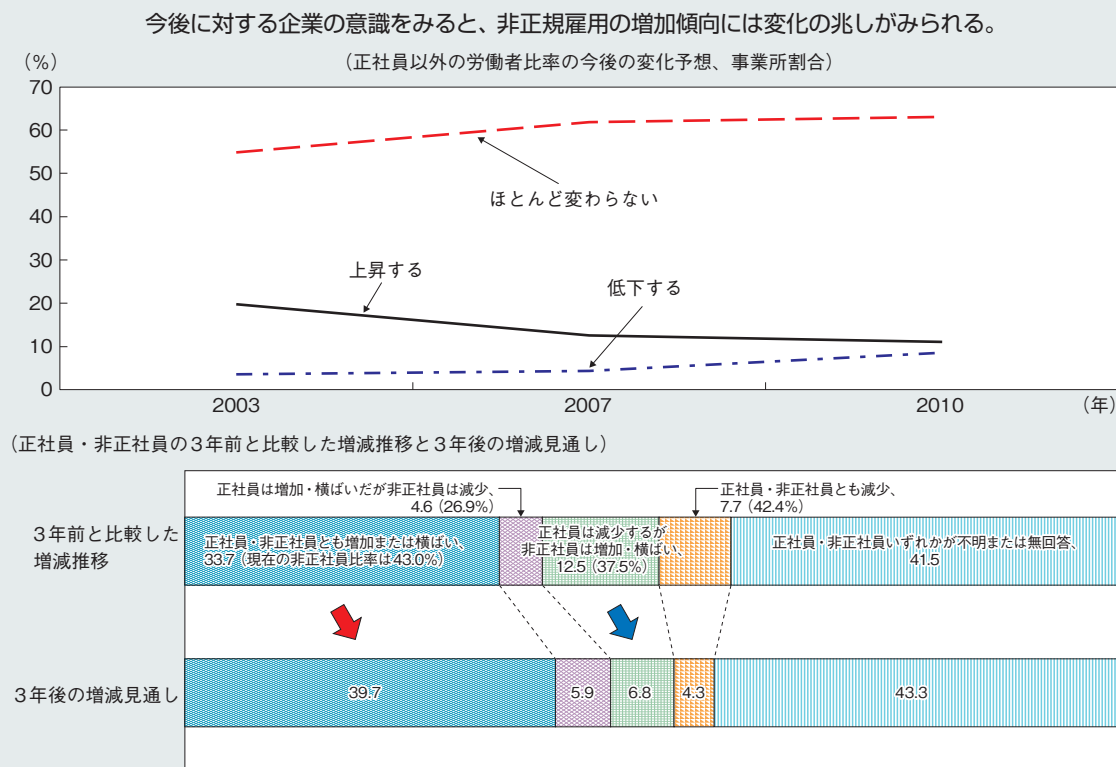 今後に対する企業の意識をみると、非正規雇用の増加傾向には変化の兆しがみられる。
(%)
（正社員以外の労働者比率の今後の変化予想、事業所割合）
70
60
50
40
30
20
10
0
ほとんど変わらない
上昇する
低下する
2003
2007
2010
（年）
（正社員・非正社員の３年前と比較した増減推移と３年後の増減見通し）
正社員は増加・横ばいだが非正社員は減少、
4.6（26.9%）
正社員・非正社員とも減少、
7.7（42.4%）
３年前と比較した
増減推移
正社員・非正社員とも増加または横ばい、
33.7（現在の非正社員比率は43.0%）
正社員は減少するが
非正社員は増加・横ばい、
12.5（37.5%）
正社員・非正社員いずれかが不明または無回答、
41.5
３年後の増減見通し
39.7
5.9
6.8
4.3
43.3